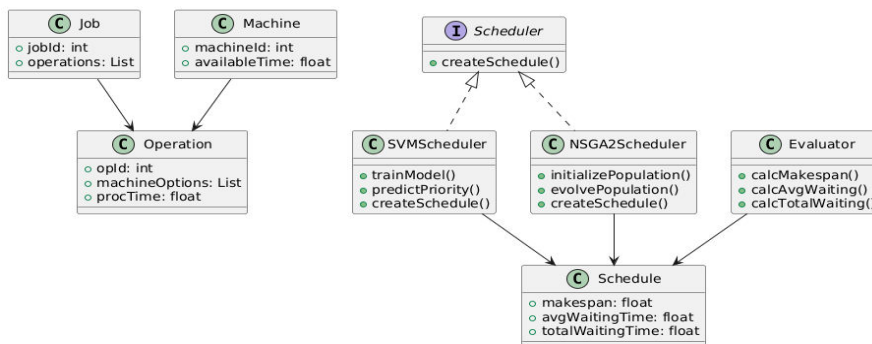 C Job
jobId: int
operations: List
C Machine
machineId: int
availableTime: float
I Scheduler
createSchedule()
C Operation
opId: int
machineOptions: List
procTime: float
C SVMScheduler
trainModel()
predictPriority()
createSchedule()
C NSGA2Scheduler
initializePopulation()
evolvePopulation()
createSchedule()
C Evaluator
calcMakespan()
calcAvgWaiting()
calcTotalWaiting()
C Schedule
makespan: float
avgWaitingTime: float
totalWaitingTime: float